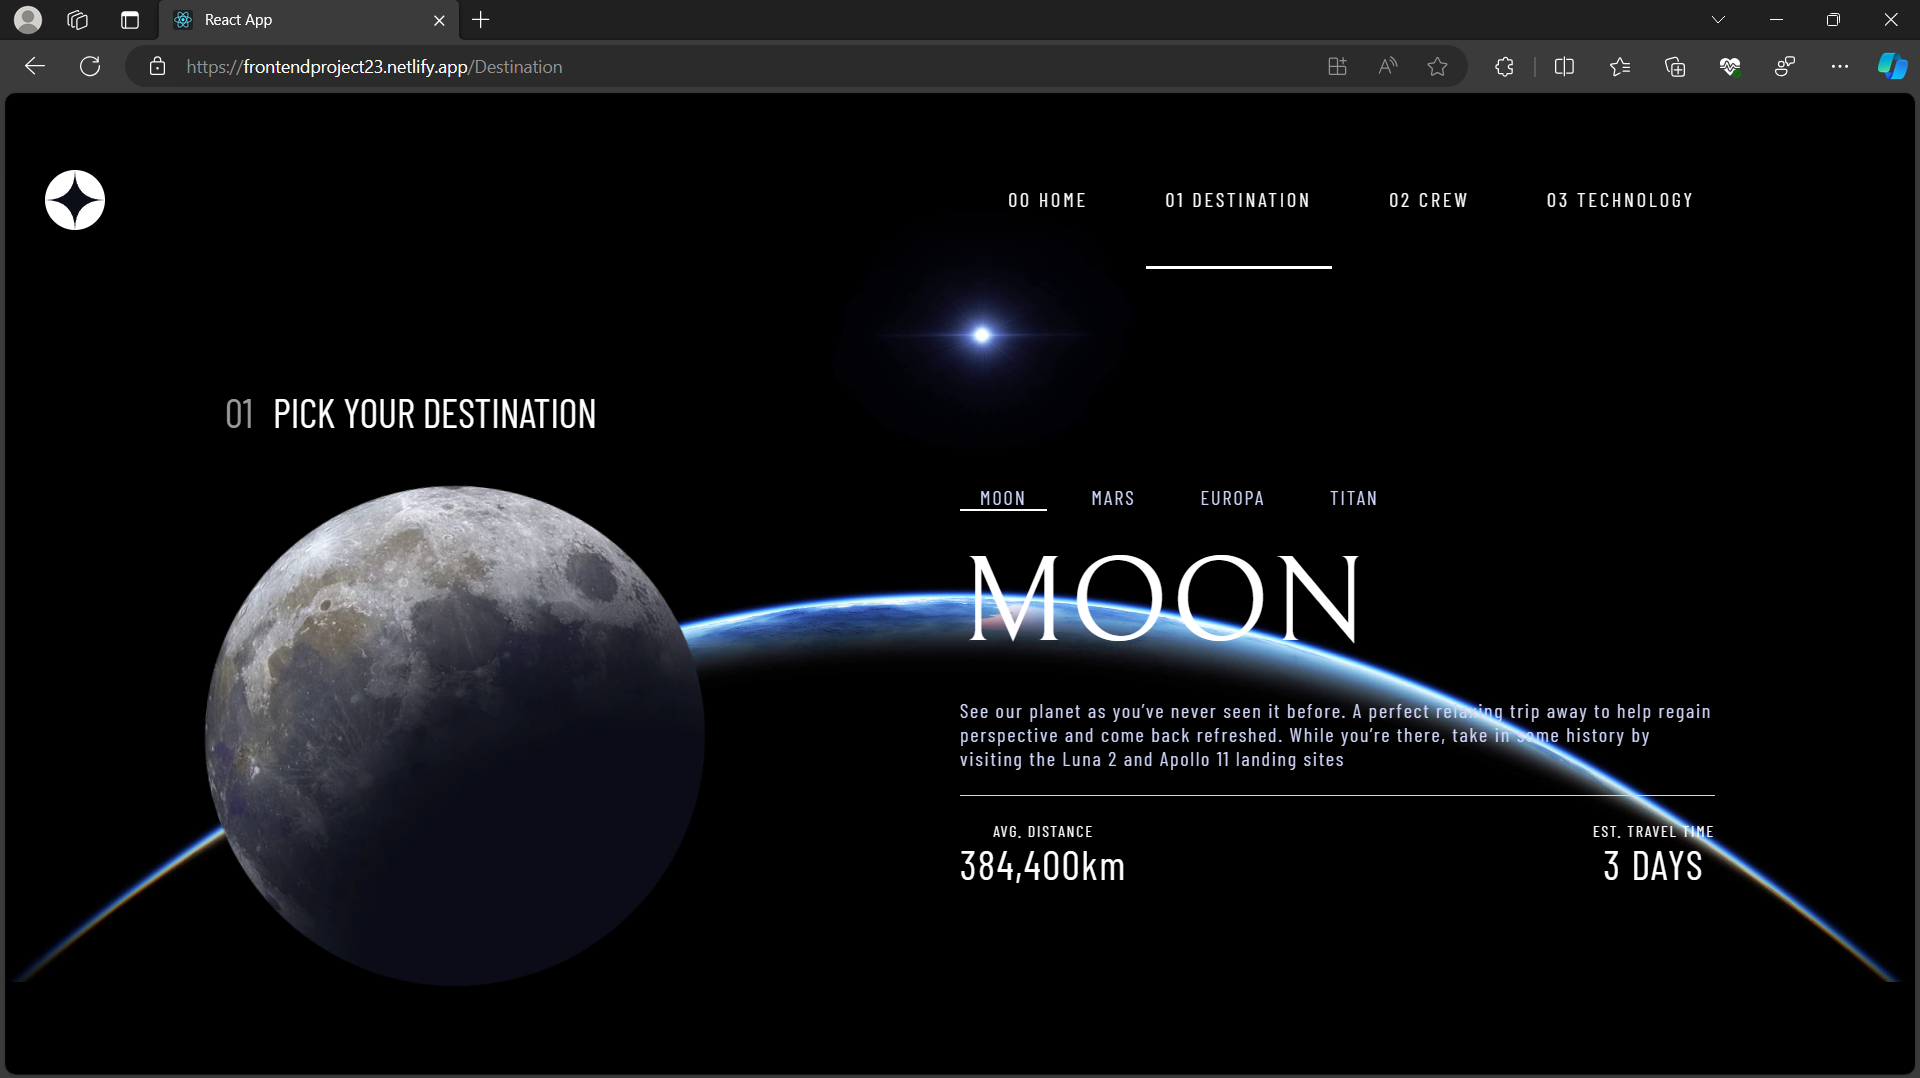 React App
https://frontendproject23.netlify.app/Destination
00 HOME 01 DESTINATION 02 CREW 03 TECHNOLOGY
01 PICK YOUR DESTINATION
MOON MARS EUROPA TITAN
MOON
See our planet as you’ve never seen it before. A perfect relaxing trip away to help regain
perspective and come back refreshed. While you’re there, take in some history by
visiting the Luna 2 and Apollo 11 landing sites
AVG. DISTANCE
384,400km
EST. TRAVEL TIME
3 DAYS